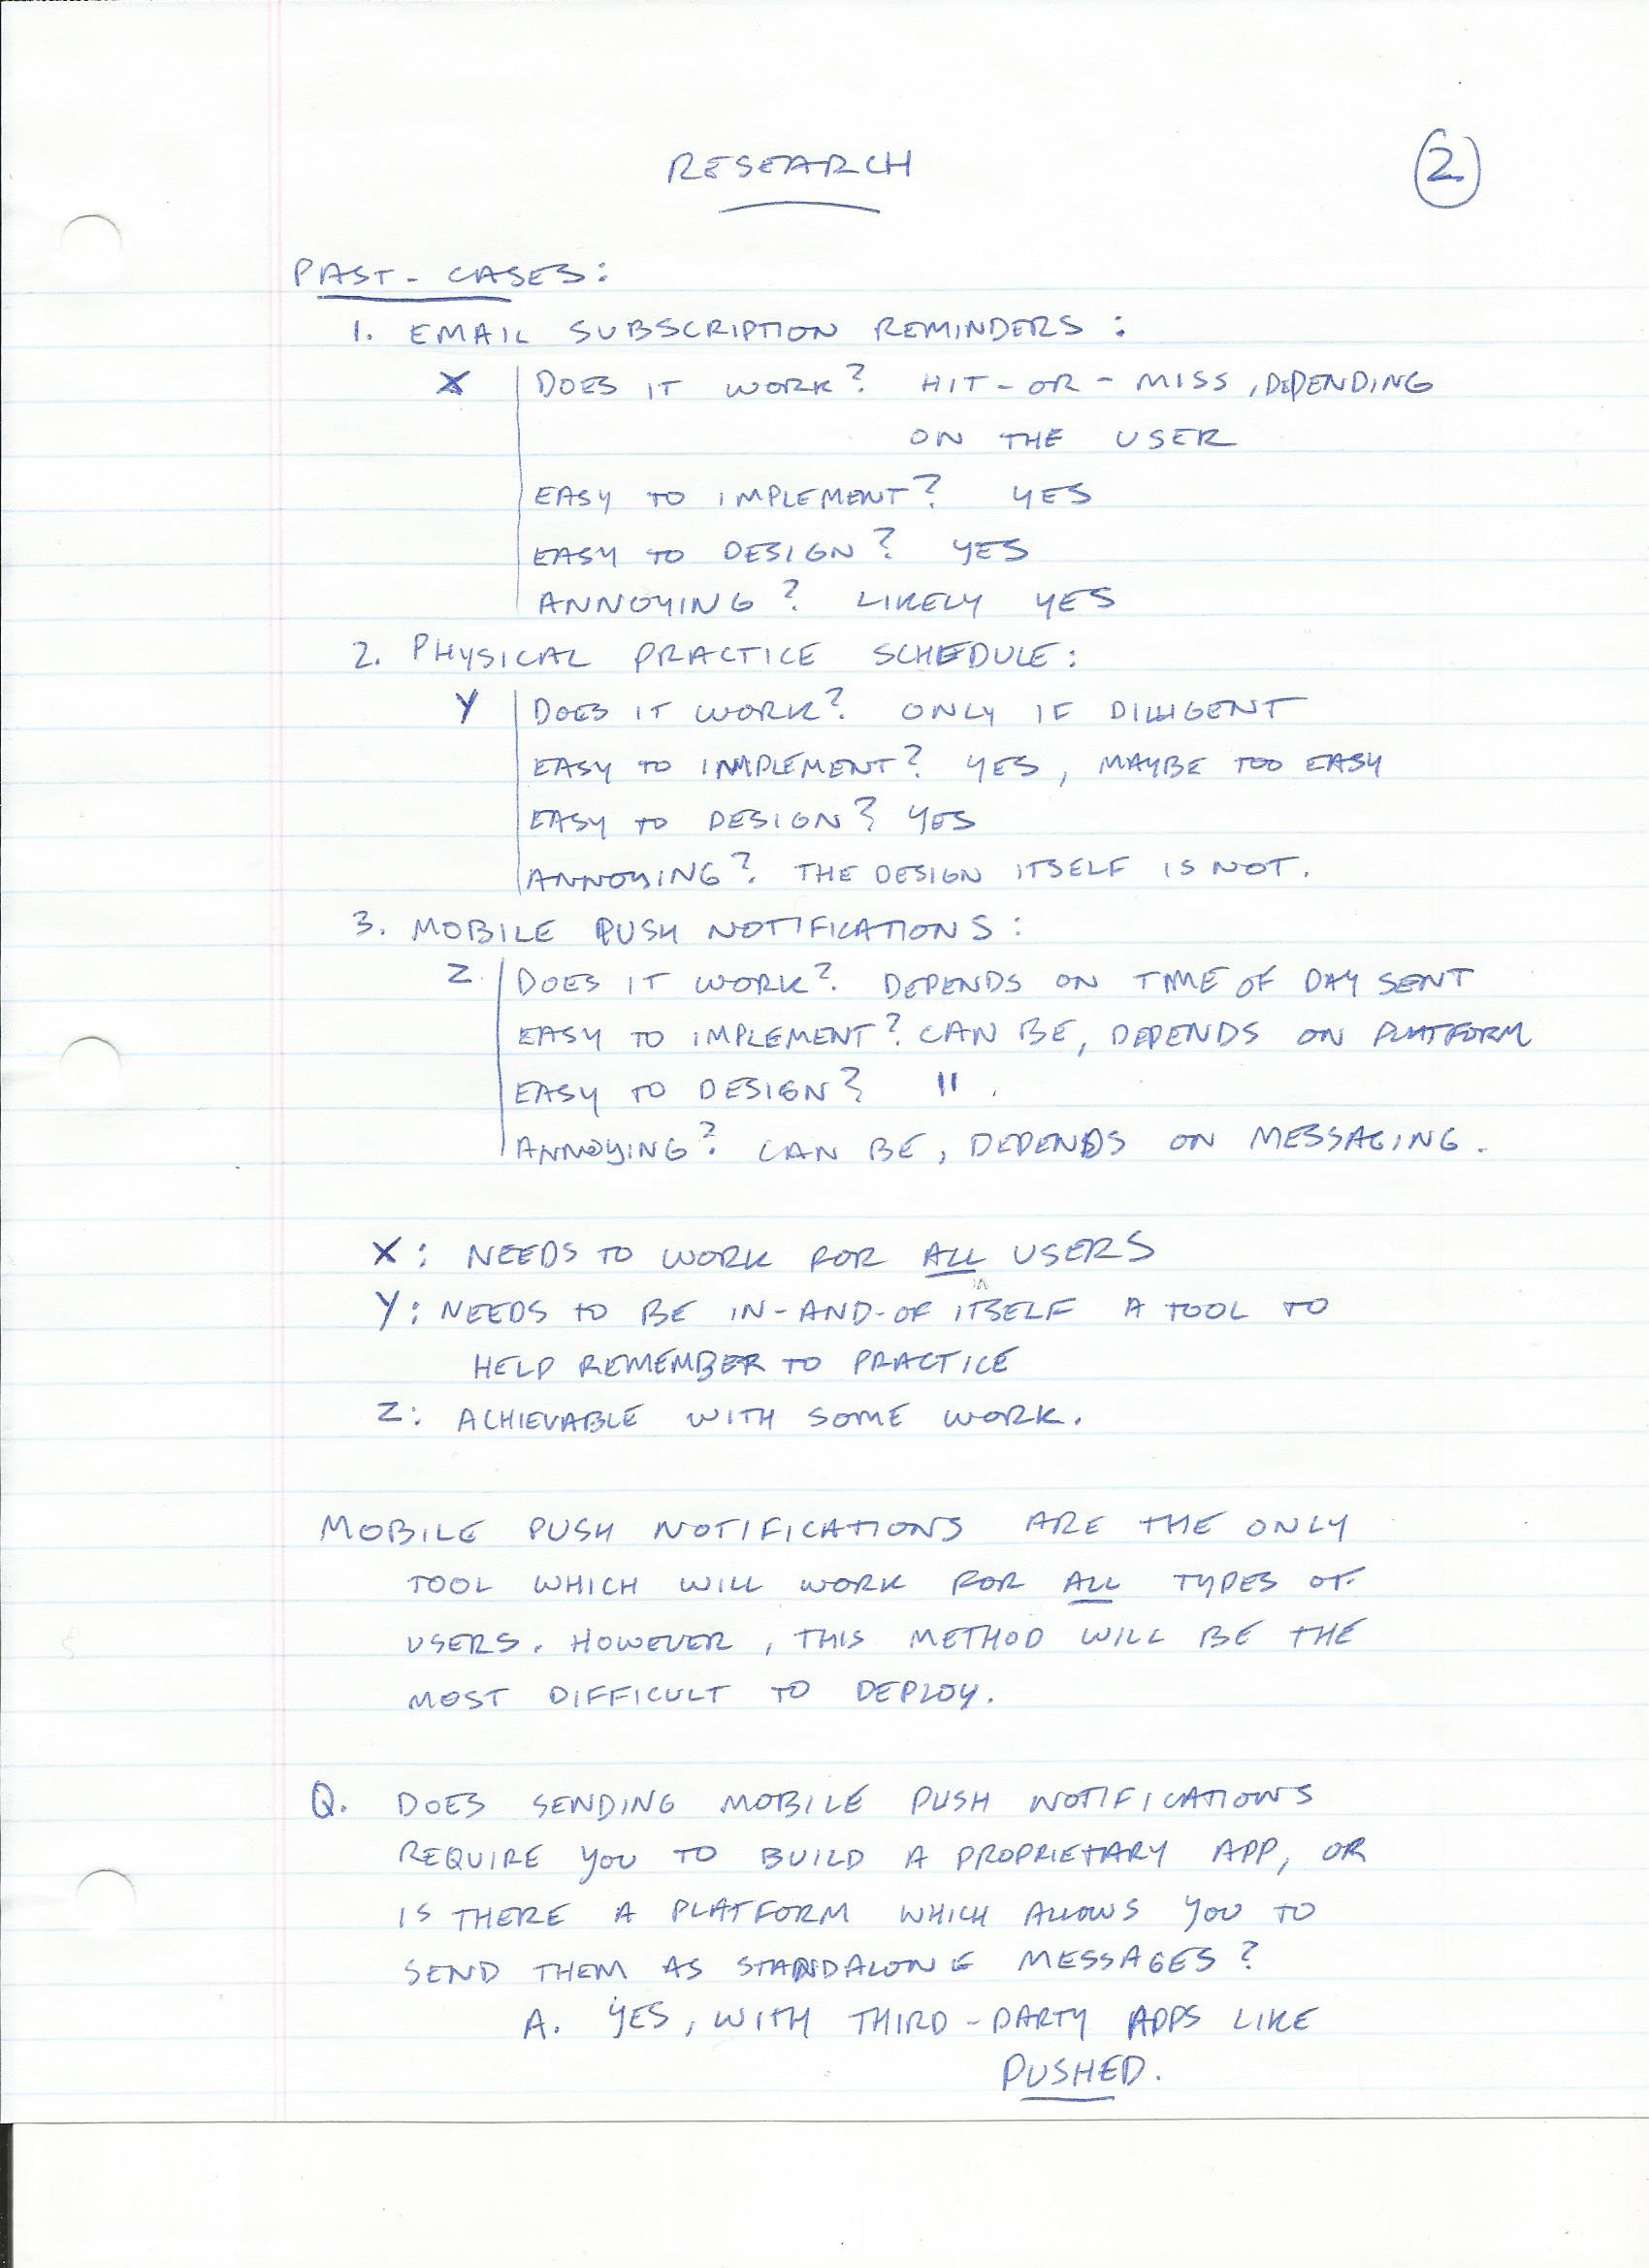 RESEARCH
2
PAST-CASES:
1. EMAIL SUBSCRIPTION REMINDERS:
X DOES IT WORK? HIT-OR-MISS, DEPENDING
ON THE USER
EASY TO IMPLEMENT? YES
EASY TO DESIGN? YES
ANNOYING? LIKELY YES
2. PHYSICAL PRACTICE SCHEDULE:
Y DOES IT WORK? ONLY IF DILLIGENT
EASY TO IMPLEMENT? YES, MAYBE TOO EASY
EASY TO DESIGN? YES
ANNOYING? THE DESIGN ITSELF IS NOT.
3. MOBILE PUSH NOTIFICATIONS:
Z DOES IT WORK? DEPENDS ON TIME OF DAY SENT
EASY TO IMPLEMENT? CAN BE, DEPENDS ON PLATFORM
EASY TO DESIGN? " .
ANNOYING? CAN BE, DEPENDS ON MESSAGING.
X: NEEDS TO WORK FOR ALL USERS
Y: NEEDS TO BE IN-AND-OF ITSELF A TOOL TO
HELP REMEMBER TO PRACTICE
Z: ACHIEVABLE WITH SOME WORK.
MOBILE PUSH NOTIFICATIONS ARE THE ONLY
TOOL WHICH WILL WORK FOR ALL TYPES OF
USERS. HOWEVER, THIS METHOD WILL BE THE
MOST DIFFICULT TO DEPLOY.
Q. DOES SENDING MOBILE PUSH NOTIFICATIONS
REQUIRE YOU TO BUILD A PROPRIETARY APP, OR
IS THERE A PLATFORM WHICH ALLOWS YOU TO
SEND THEM AS STANDALONE MESSAGES?
A. YES, WITH THIRD-PARTY APPS LIKE
PUSHED.